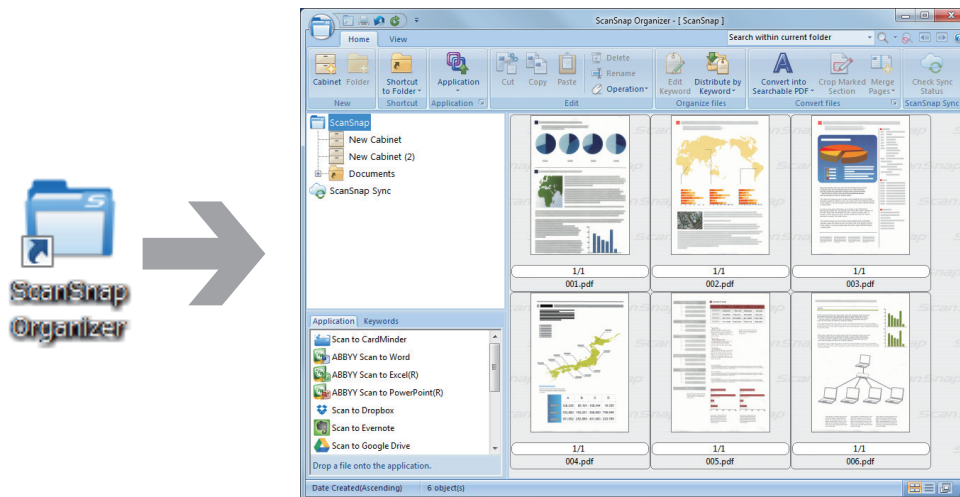 ScanSnap
Organizer
ScanSnap Organizer - [ ScanSnap ]
Home
View
Search within current folder
Cabinet
Folder
Shortcut
to Folder
Application
Cut
Copy
Paste
Delete
Rename
Operation
Edit
Keyword
Distribute by
Keyword
Convert into
Searchable PDF
Crop Marked
Section
Merge
Pages
Check Sync
Status
New
Shortcut
Application
Edit
Organize files
Convert files
ScanSnap Sync
ScanSnap
New Cabinet
New Cabinet (2)
Documents
ScanSnap Sync
1/1
001.pdf
1/1
002.pdf
1/1
003.pdf
Application
Keywords
Scan to CardMinder
ABBYY Scan to Word
ABBYY Scan to Excel(R)
ABBYY Scan to PowerPoint(R)
Scan to Dropbox
Scan to Evernote
Scan to Google Drive
Drop a file onto the application.
1/1
004.pdf
1/1
005.pdf
1/1
006.pdf
Date Created(Ascending)
6 object(s)